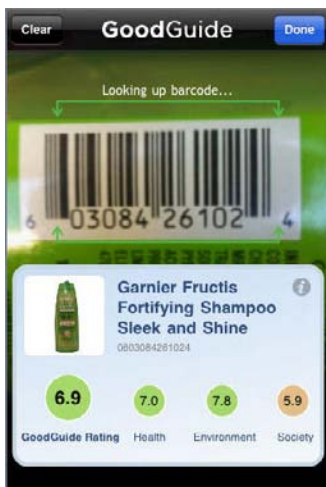 Clear GoodGuide Done
Looking up barcode...
6 03084 26102 4
Garnier Fructis
Fortifying Shampoo
Sleek and Shine
0603084261024
6.9 7.0 7.8 5.9
GoodGuide Rating Health Environment Society